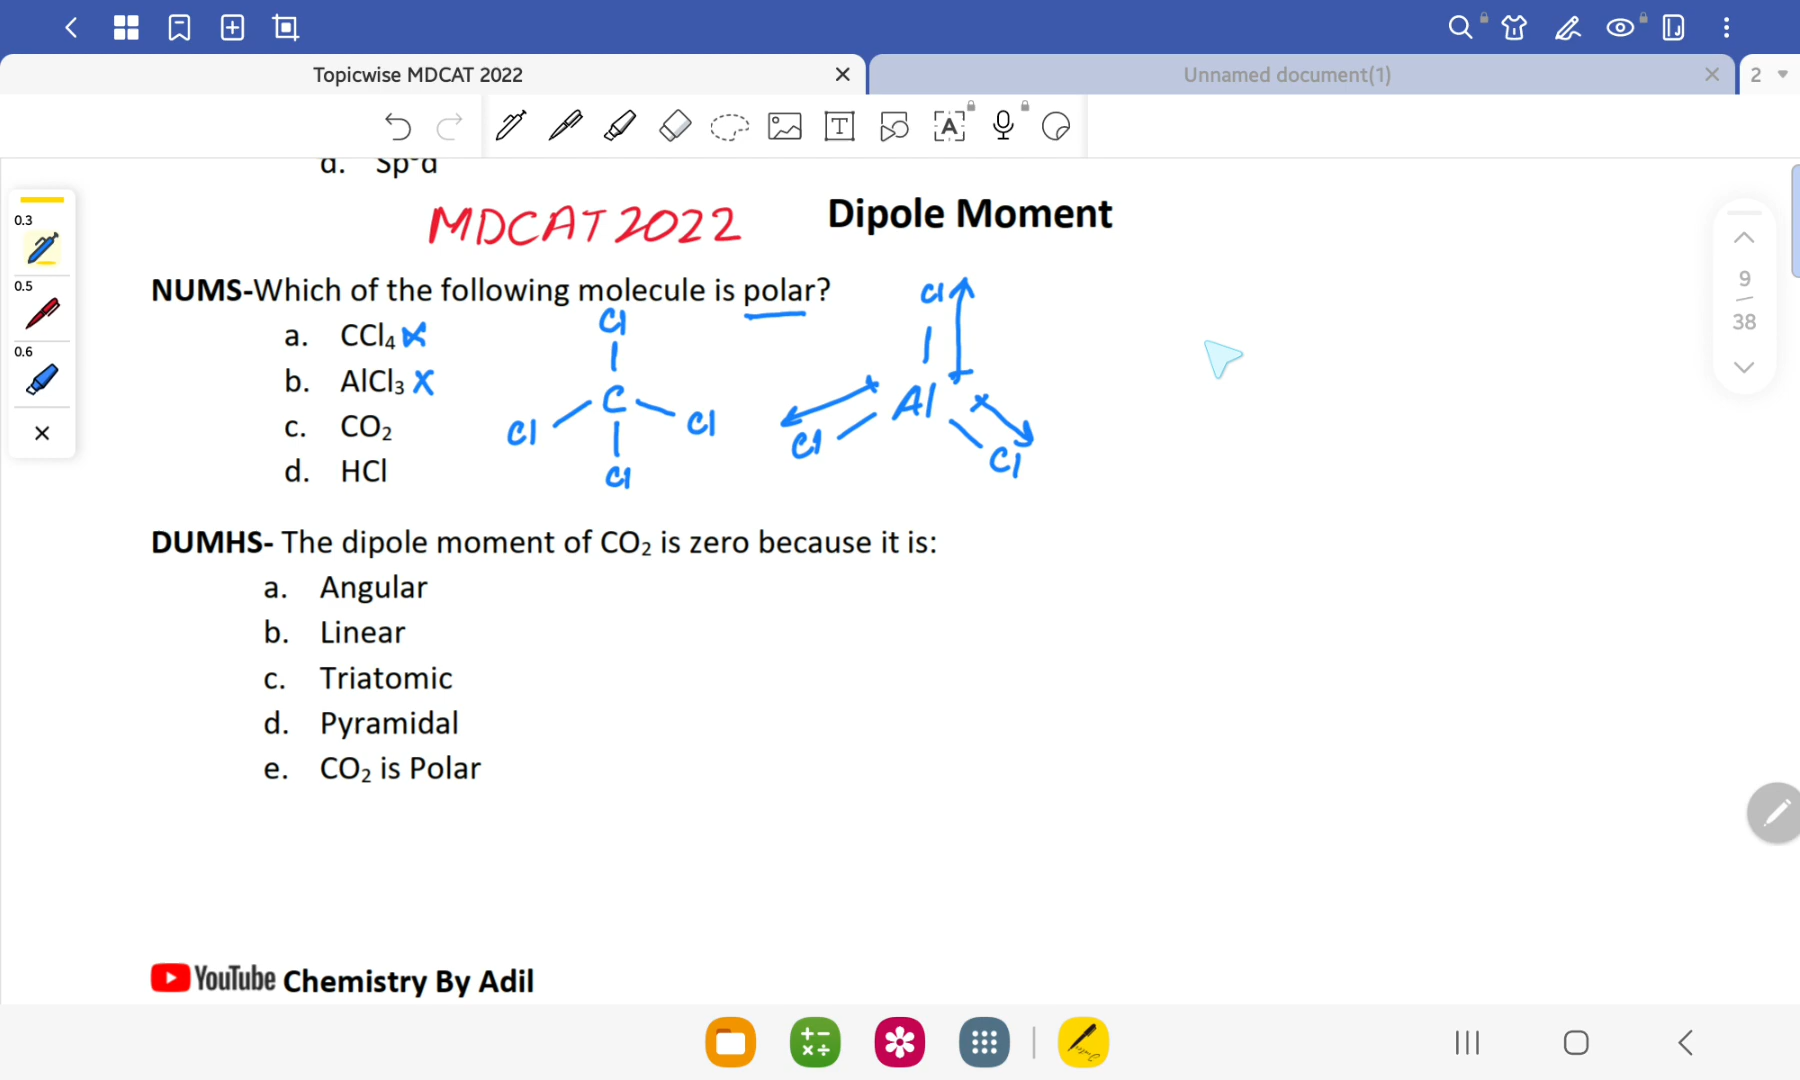 Topicwise MDCAT 2022
Unnamed document(1)
2
d. Sp³d
0.3
0.5
0.6
MDCAT 2022
Dipole Moment
9
38
NUMS-Which of the following molecule is polar?
a. CCl₄ x
b. AlCl₃ x
c. CO₂
d. HCl
Cl
C
Cl
Cl
Cl
Cl
Al
Cl
Cl
DUMHS- The dipole moment of CO₂ is zero because it is:
a. Angular
b. Linear
c. Triatomic
d. Pyramidal
e. CO₂ is Polar
YouTube Chemistry By Adil